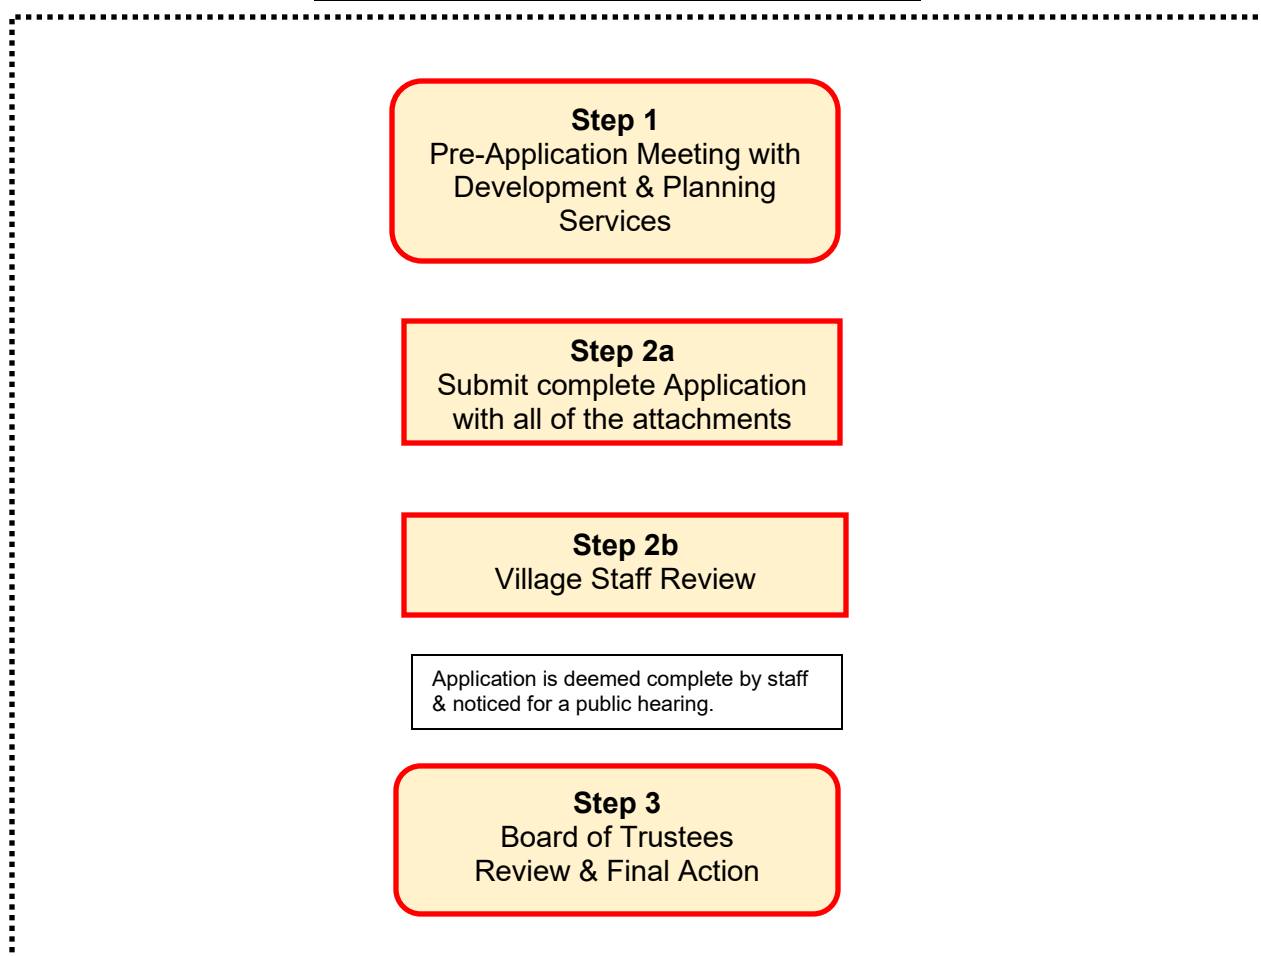 Step 1
Pre-Application Meeting with
Development & Planning
Services
Step 2a
Submit complete Application
with all of the attachments
Step 2b
Village Staff Review
Application is deemed complete by staff
& noticed for a public hearing.
Step 3
Board of Trustees
Review & Final Action